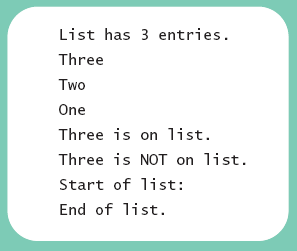 List has 3 entries.
Three
Two
One
Three is on list.
Three is NOT on list.
Start of list:
End of list.